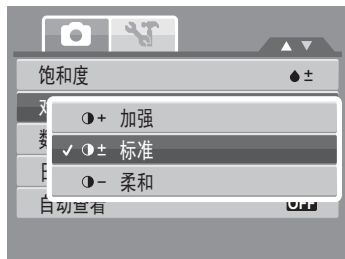 饱和度 ±
+ 加强
± 标准
- 柔和
自动查看 OFF